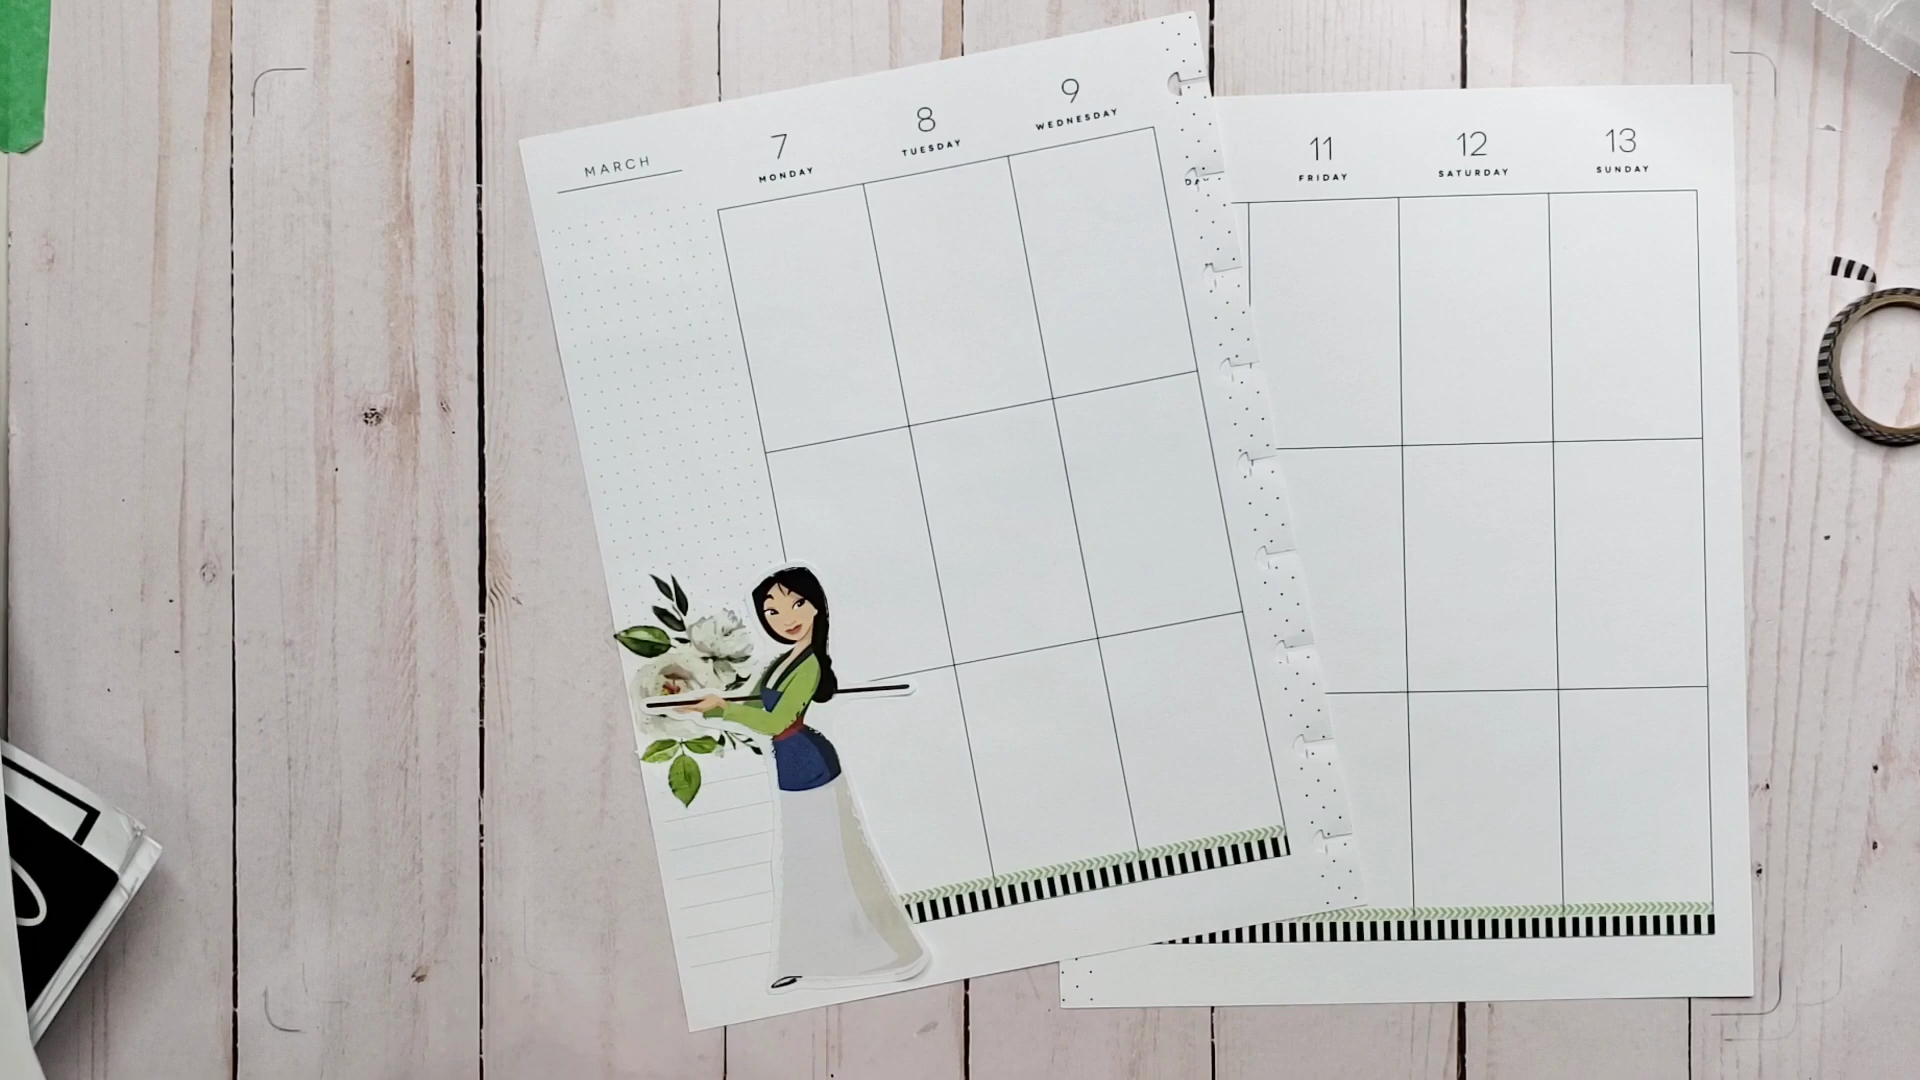 MARCH
7
MONDAY
8
TUESDAY
9
WEDNESDAY
11
FRIDAY
12
SATURDAY
13
SUNDAY